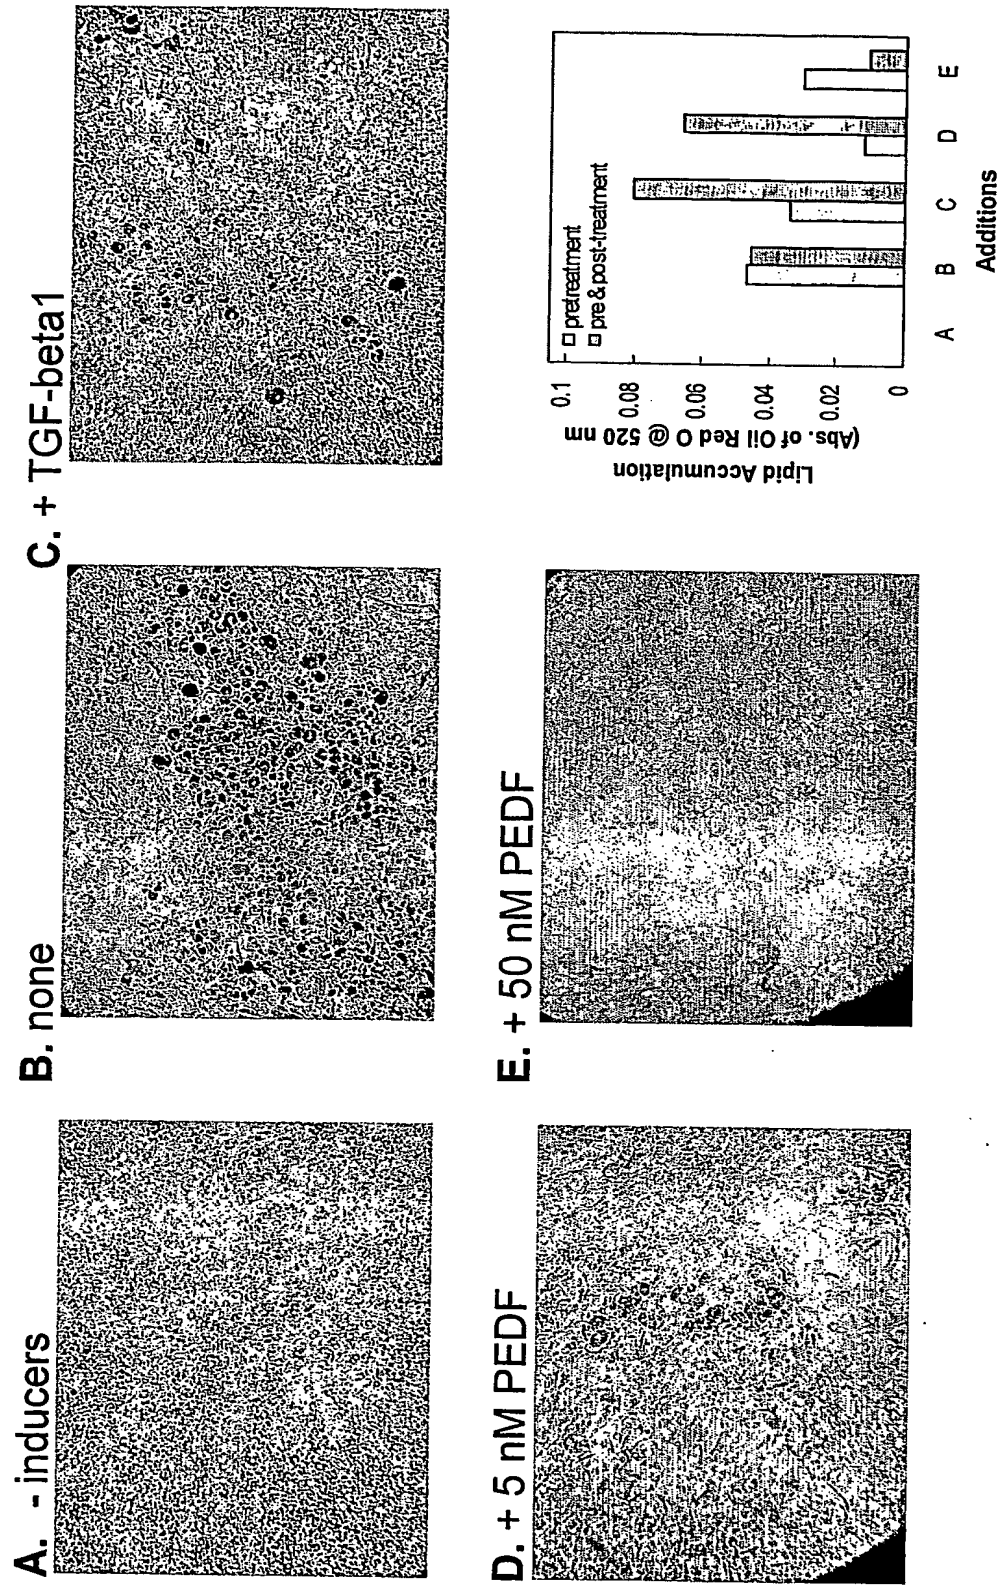 A. - inducers
B. none
C. + TGF-beta1
D. + 5 nM PEDF
E. + 50 nM PEDF
Lipid Accumulation
(Abs. of Oil Red O @ 520 nm
0.1
0.08
0.06
0.04
0.02
0
pretreatment
pre & post-treatment
A B C D E
Additions